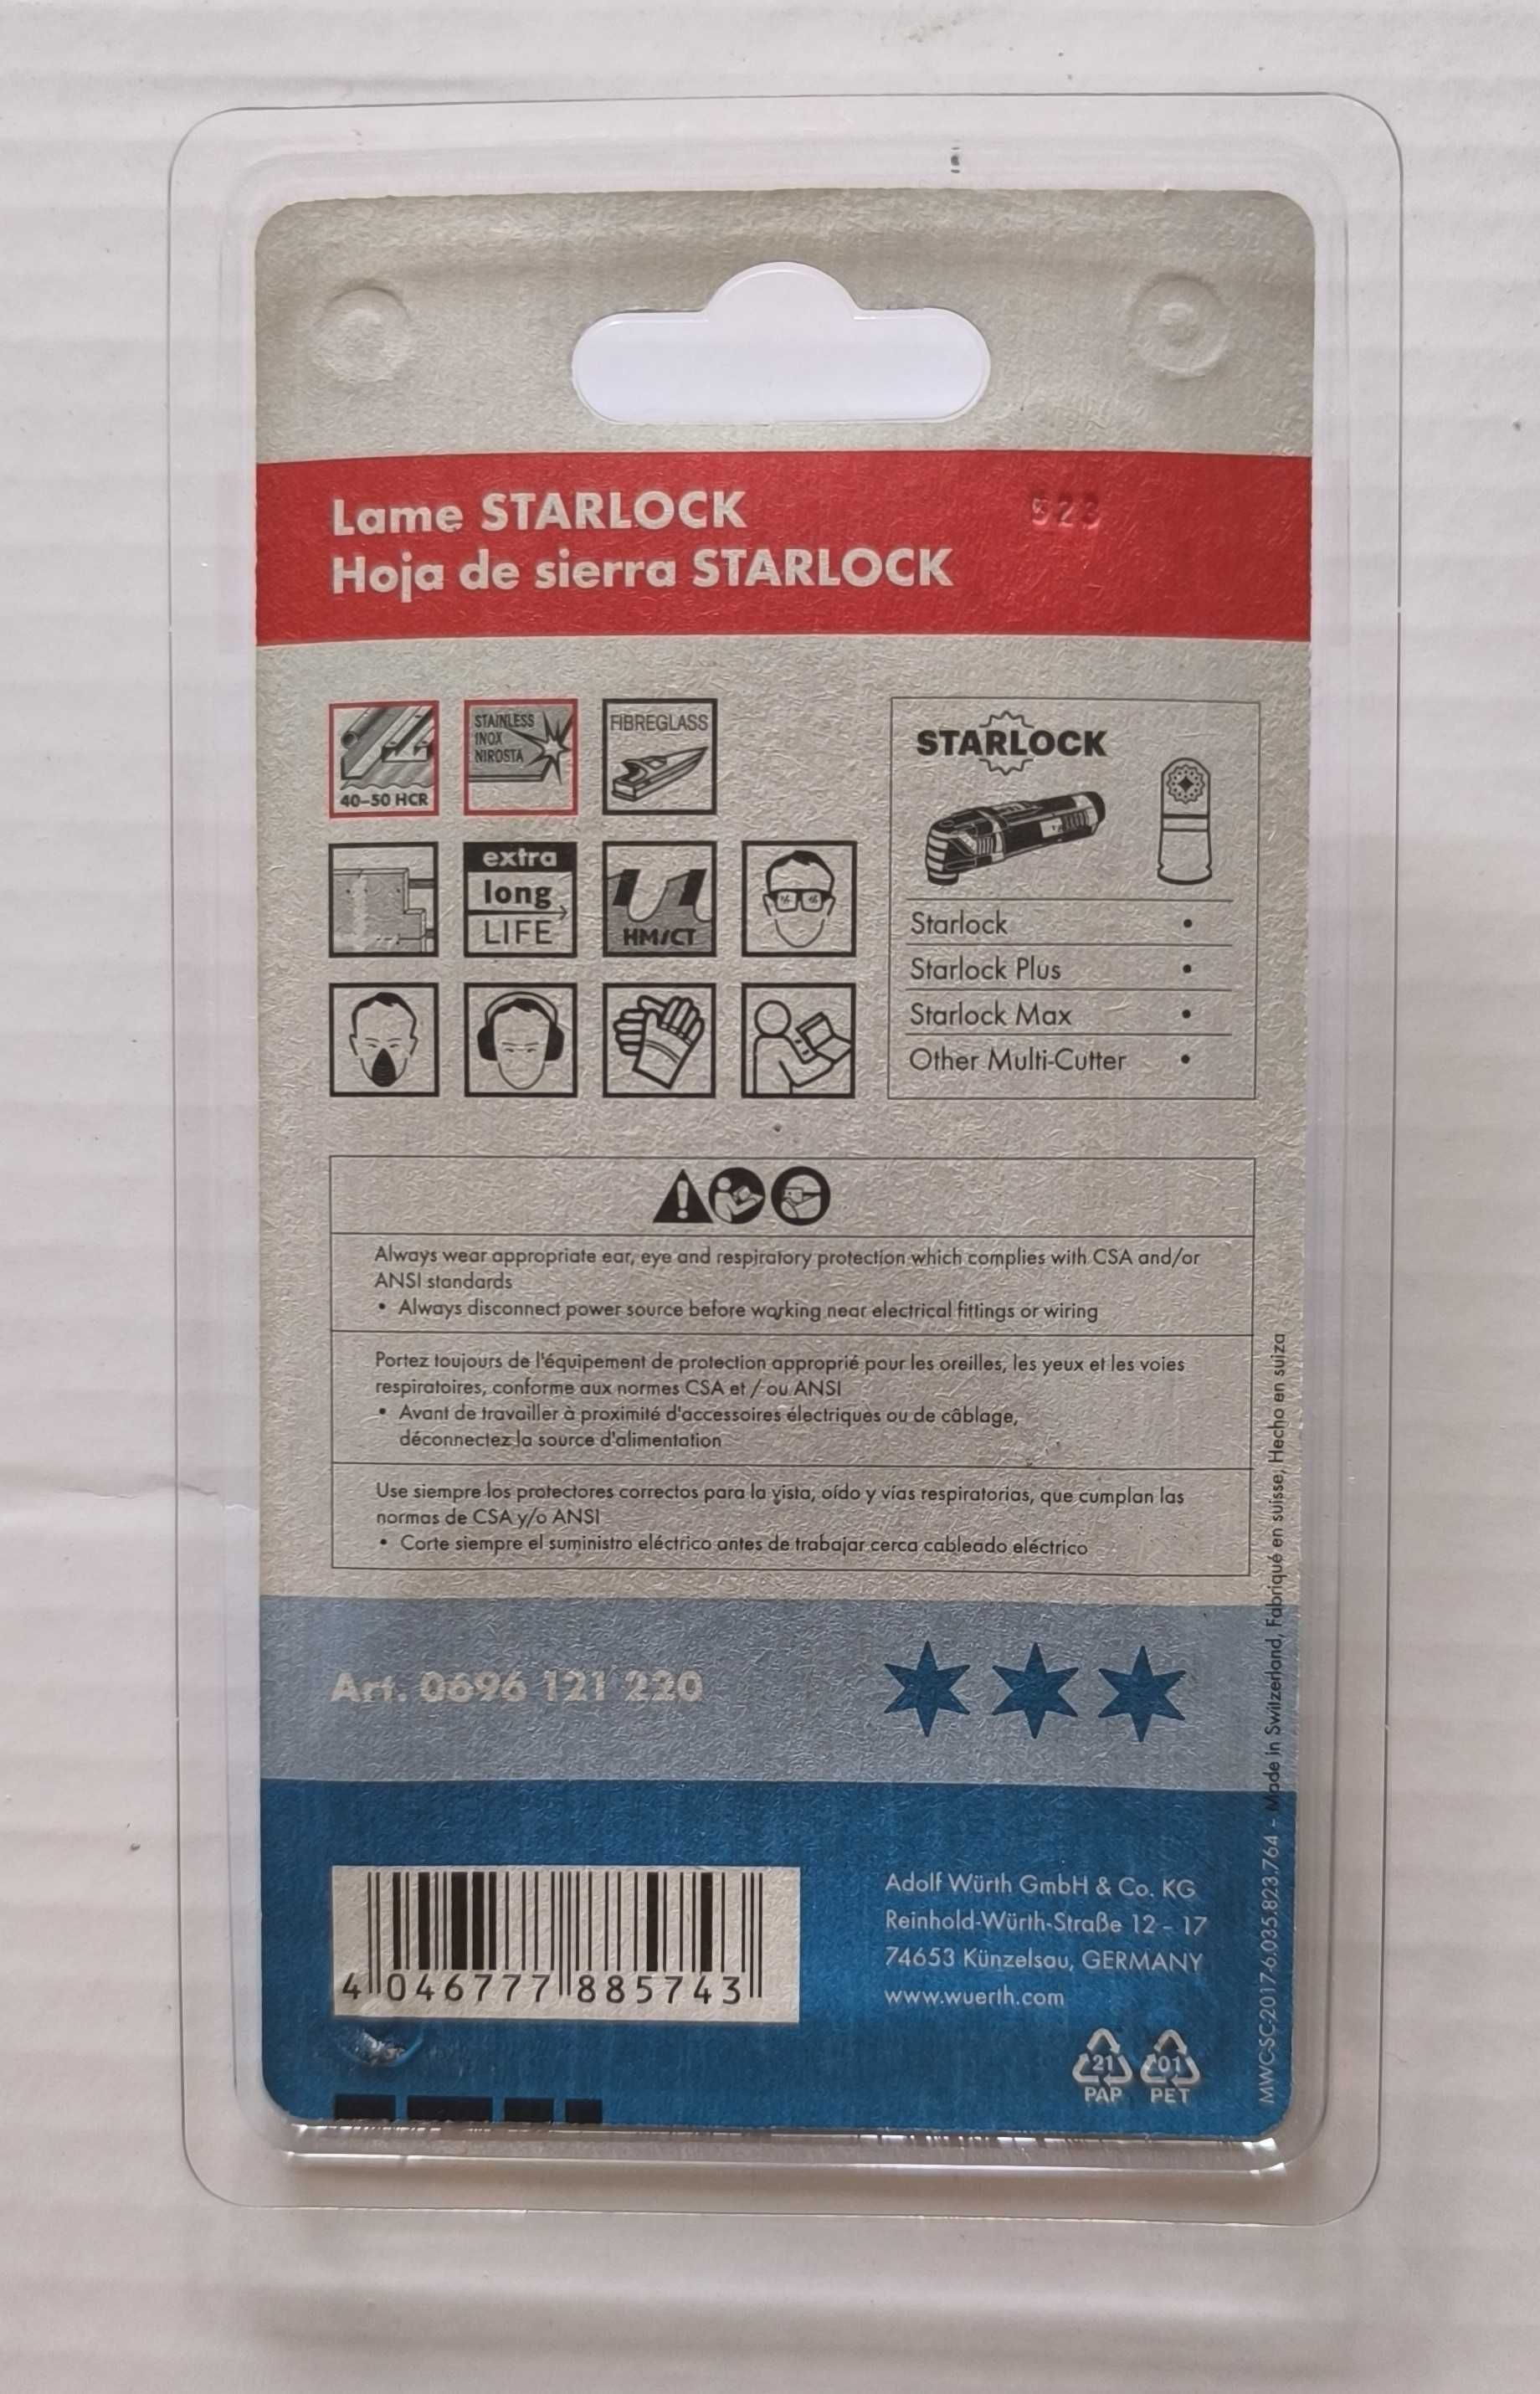 Lame STARLOCK
Hoja de sierra STARLOCK
40–50 HCR
STAINLESS
INOX
NIROSTA
FIBREGLASS
extra
long
LIFE
HM/CT
STARLOCK
Starlock •
Starlock Plus •
Starlock Max •
Other Multi-Cutter •
Always wear appropriate ear, eye and respiratory protection which complies with CSA and/or
ANSI standards
• Always disconnect power source before working near electrical fittings or wiring
Portez toujours de l'équipement de protection approprié pour les oreilles, les yeux et les voies
respiratoires, conforme aux normes CSA et / ou ANSI
• Avant de travailler à proximité d'accessoires électriques ou de câblage,
déconnectez la source d'alimentation
Use siempre los protectores correctos para la vista, oído y vías respiratorias, que cumplan las
normas de CSA y/o ANSI
• Corte siempre el suministro eléctrico antes de trabajar cerca cableado eléctrico
Art. 0696 121 220
4 046777 885743
Adolf Würth GmbH & Co. KG
Reinhold-Würth-Straße 12 – 17
74653 Künzelsau, GERMANY
www.wuerth.com
21
PAP
01
PET
MWC-SC-2017-6.035.823.764 - Made in Switzerland, Fabriqué en suisse, Hecho en suiza